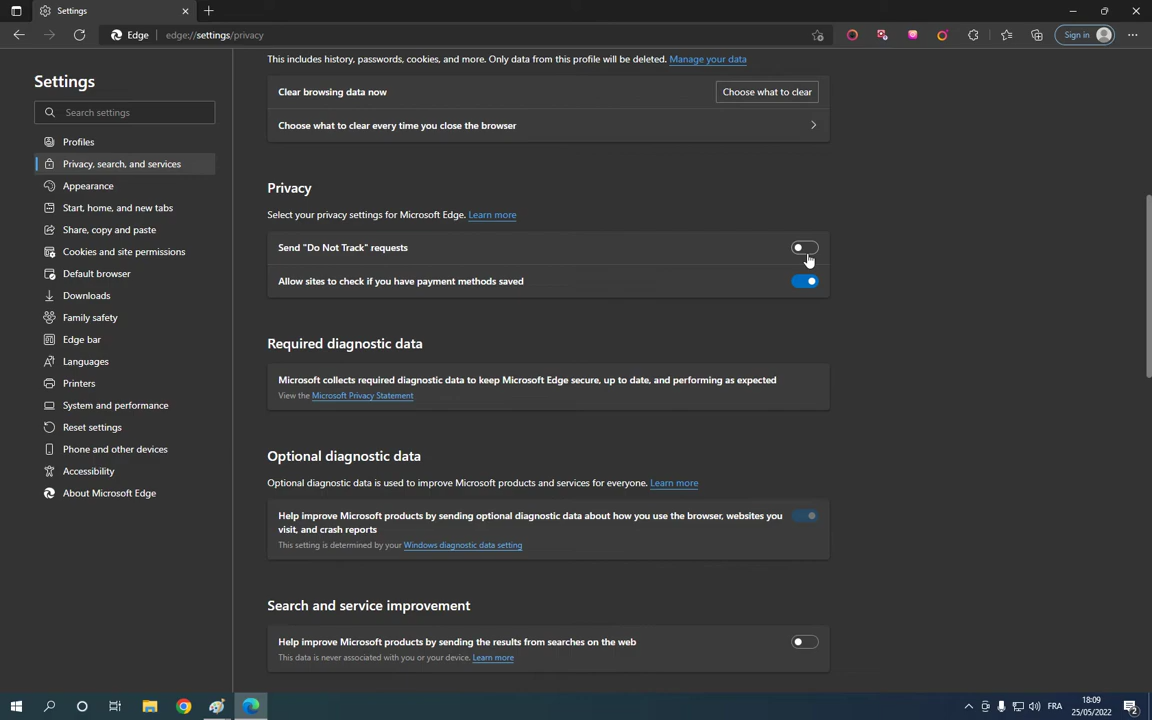 Settings
Edge
edge://settings/privacy
Sign in
Settings
Search settings
Profiles
Privacy, search, and services
Appearance
Start, home, and new tabs
Share, copy and paste
Cookies and site permissions
Default browser
Downloads
Family safety
Edge bar
Languages
Printers
System and performance
Reset settings
Phone and other devices
Accessibility
About Microsoft Edge
This includes history, passwords, cookies, and more. Only data from this profile will be deleted. Manage your data
Clear browsing data now
Choose what to clear
Choose what to clear every time you close the browser
Privacy
Select your privacy settings for Microsoft Edge. Learn more
Send "Do Not Track" requests
Allow sites to check if you have payment methods saved
Required diagnostic data
Microsoft collects required diagnostic data to keep Microsoft Edge secure, up to date, and performing as expected
View the Microsoft Privacy Statement
Optional diagnostic data
Optional diagnostic data is used to improve Microsoft products and services for everyone. Learn more
Help improve Microsoft products by sending optional diagnostic data about how you use the browser, websites you
visit, and crash reports
This setting is determined by your Windows diagnostic data setting
Search and service improvement
Help improve Microsoft products by sending the results from searches on the web
This data is never associated with you or your device. Learn more
FRA
18:09
25/05/2022
2